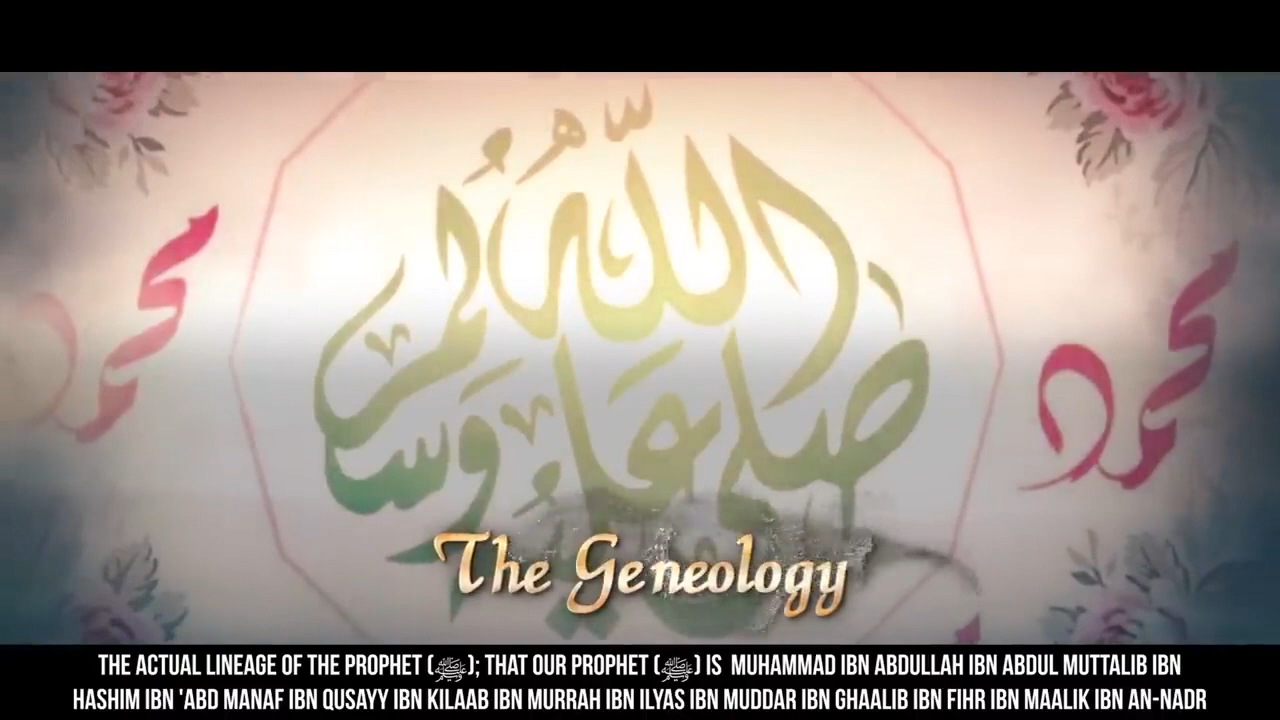 صلى الله عليه وسلم
محمد
محمد
The Geneology
THE ACTUAL LINEAGE OF THE PROPHET (ﷺ); THAT OUR PROPHET (ﷺ) IS MUHAMMAD IBN ABDULLAH IBN ABDUL MUTTALIB IBN
HASHIM IBN 'ABD MANAF IBN QUSAYY IBN KILAAB IBN MURRAH IBN ILYAS IBN MUDDAR IBN GHAALIB IBN FIHR IBN MAALIK IBN AN-NADR